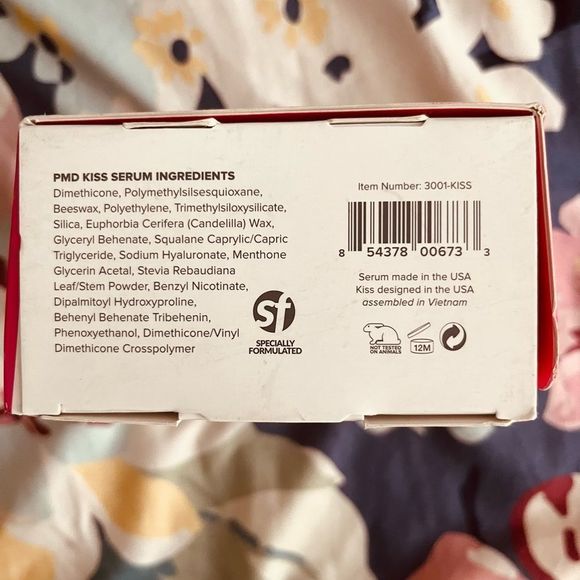 PMD KISS SERUM INGREDIENTS
Dimethicone, Polymethylsilsesquioxane,
Beeswax, Polyethylene, Trimethylsiloxysilicate,
Silica, Euphorbia Cerifera (Candelilla) Wax,
Glyceryl Behenate, Squalane Caprylic/Capric
Triglyceride, Sodium Hyaluronate, Menthone
Glycerin Acetal, Stevia Rebaudiana
Leaf/Stem Powder, Benzyl Nicotinate,
Dipalmitoyl Hydroxyproline,
Behenyl Behenate Tribehenin,
Phenoxyethanol, Dimethicone/Vinyl
Dimethicone Crosspolymer
sf
SPECIALLY
FORMULATED
Item Number: 3001-KISS
8 54378 00673 3
Serum made in the USA
Kiss designed in the USA
assembled in Vietnam
NOT TESTED
ON ANIMALS
12M